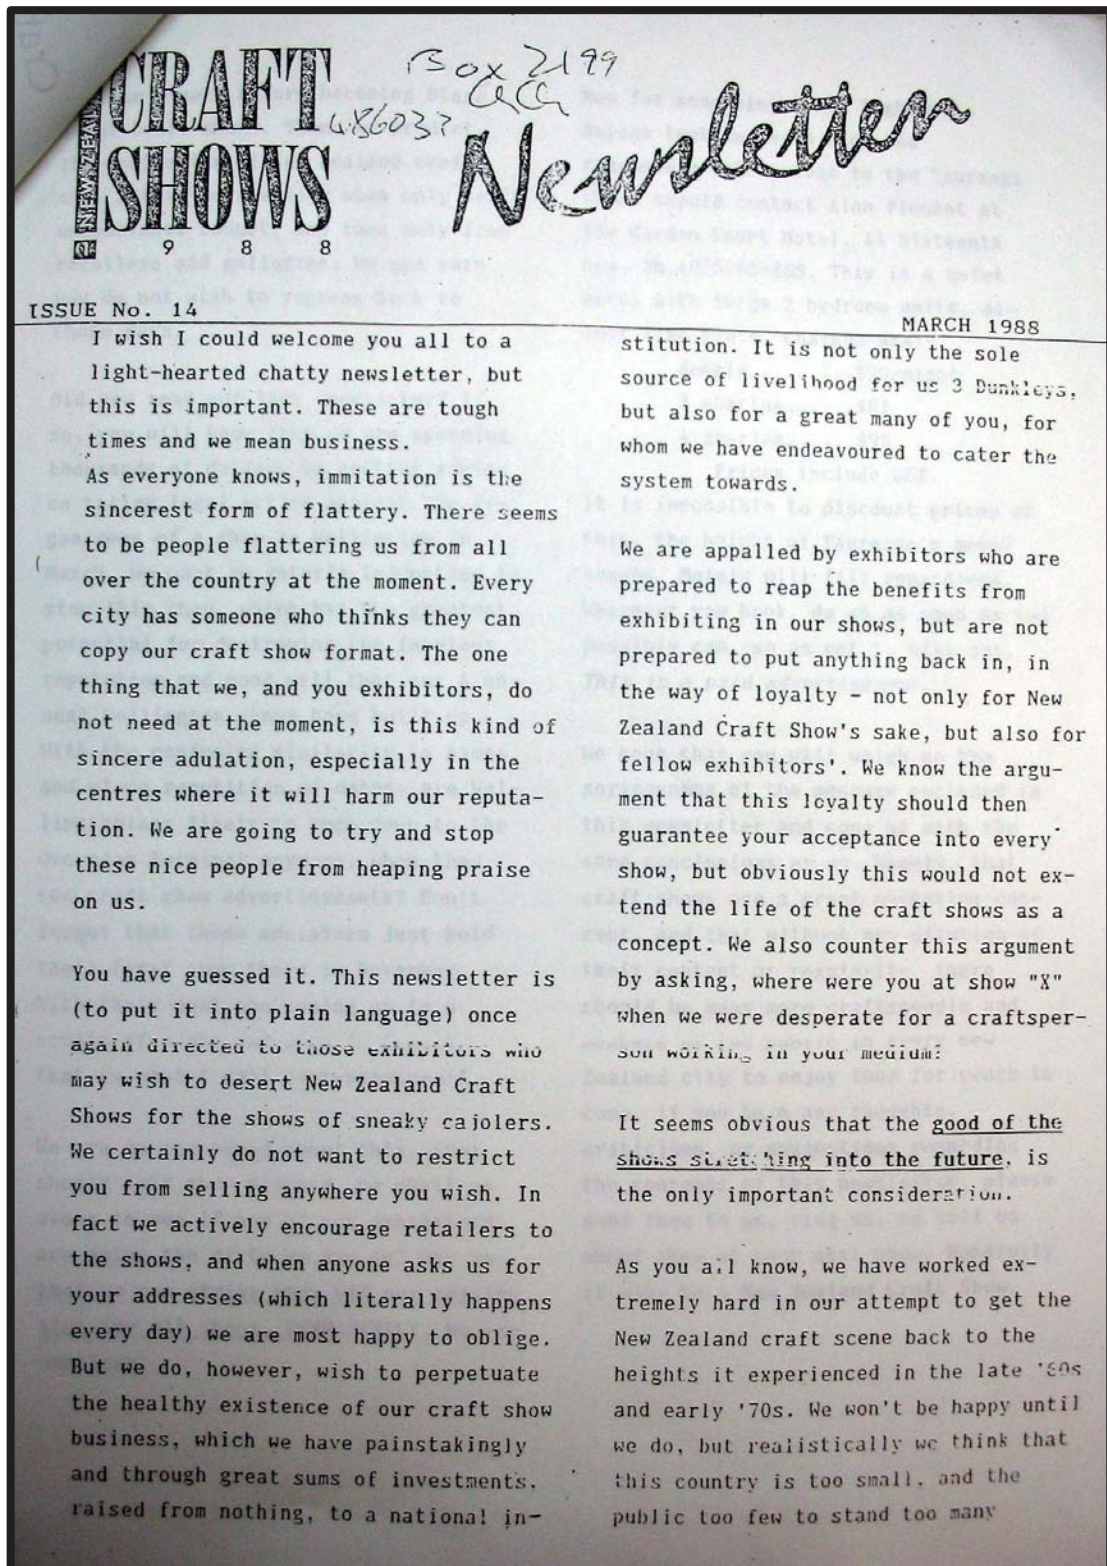 NEW ZEALAND
CRAFT
SHOWS
1 9 8 8
Box 2199
486037
Newsletter
ISSUE No. 14
MARCH 1988
I wish I could welcome you all to a
light-hearted chatty newsletter, but
this is important. These are tough
times and we mean business.
As everyone knows, immitation is the
sincerest form of flattery. There seems
to be people flattering us from all
over the country at the moment. Every
city has someone who thinks they can
copy our craft show format. The one
thing that we, and you exhibitors, do
not need at the moment, is this kind of
sincere adulation, especially in the
centres where it will harm our reputa-
tion. We are going to try and stop
these nice people from heaping praise
on us.
You have guessed it. This newsletter is
(to put it into plain language) once
again directed to those exhibitors who
may wish to desert New Zealand Craft
Shows for the shows of sneaky cajolers.
We certainly do not want to restrict
you from selling anywhere you wish. In
fact we actively encourage retailers to
the shows, and when anyone asks us for
your addresses (which literally happens
every day) we are most happy to oblige.
But we do, however, wish to perpetuate
the healthy existence of our craft show
business, which we have painstakingly
and through great sums of investments,
raised from nothing, to a national in-
stitution. It is not only the sole
source of livelihood for us 3 Dunkleys,
but also for a great many of you, for
whom we have endeavoured to cater the
system towards.
We are appalled by exhibitors who are
prepared to reap the benefits from
exhibiting in our shows, but are not
prepared to put anything back in, in
the way of loyalty - not only for New
Zealand Craft Show's sake, but also for
fellow exhibitors'. We know the argu-
ment that this loyalty should then
guarantee your acceptance into every
show, but obviously this would not ex-
tend the life of the craft shows as a
concept. We also counter this argument
by asking, where were you at show "X"
when we were desperate for a craftsper-
son working in your medium?
It seems obvious that the good of the
shows stretching into the future, is
the only important consideration.
As you all know, we have worked ex-
tremely hard in our attempt to get the
New Zealand craft scene back to the
heights it experienced in the late '60s
and early '70s. We won't be happy until
we do, but realistically we think that
this country is too small, and the
public too few to stand too many